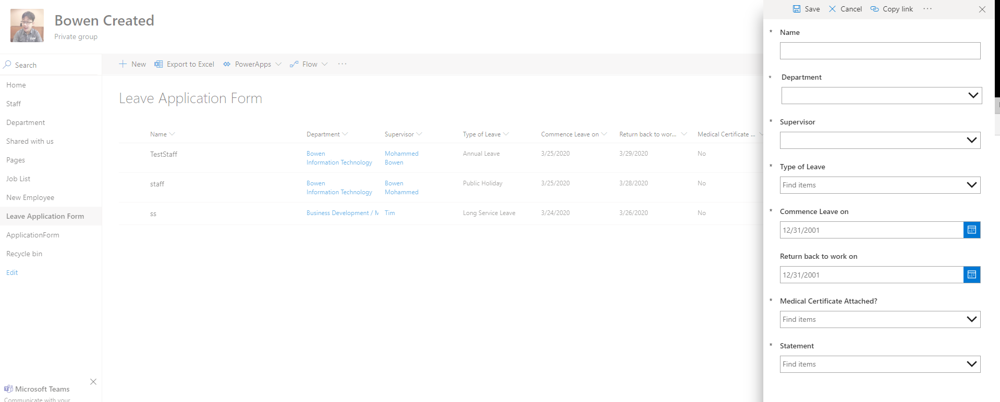 Bowen Created
Private group
Search
Home
Staff
Department
Shared with us
Pages
Job List
New Employee
Leave Application Form
ApplicationForm
Recycle bin
Edit
Microsoft Teams
Communicate with your
New Export to Excel PowerApps Flow ...
Leave Application Form
Name Department Supervisor Type of Leave Commence Leave on Return back to wor... Medical Certificate ...
TestStaff Bowen Mohammed Annual Leave 3/25/2020 3/29/2020 No
Information Technology Bowen
staff Bowen Bowen Public Holiday 3/25/2020 3/28/2020 No
Information Technology Mohammed
ss Business Development / Tim Long Service Leave 3/24/2020 3/26/2020 No
Save Cancel Copy link ...
* Name
* Department
* Supervisor
* Type of Leave
Find items
* Commence Leave on
12/31/2001
Return back to work on
12/31/2001
* Medical Certificate Attached?
Find items
* Statement
Find items